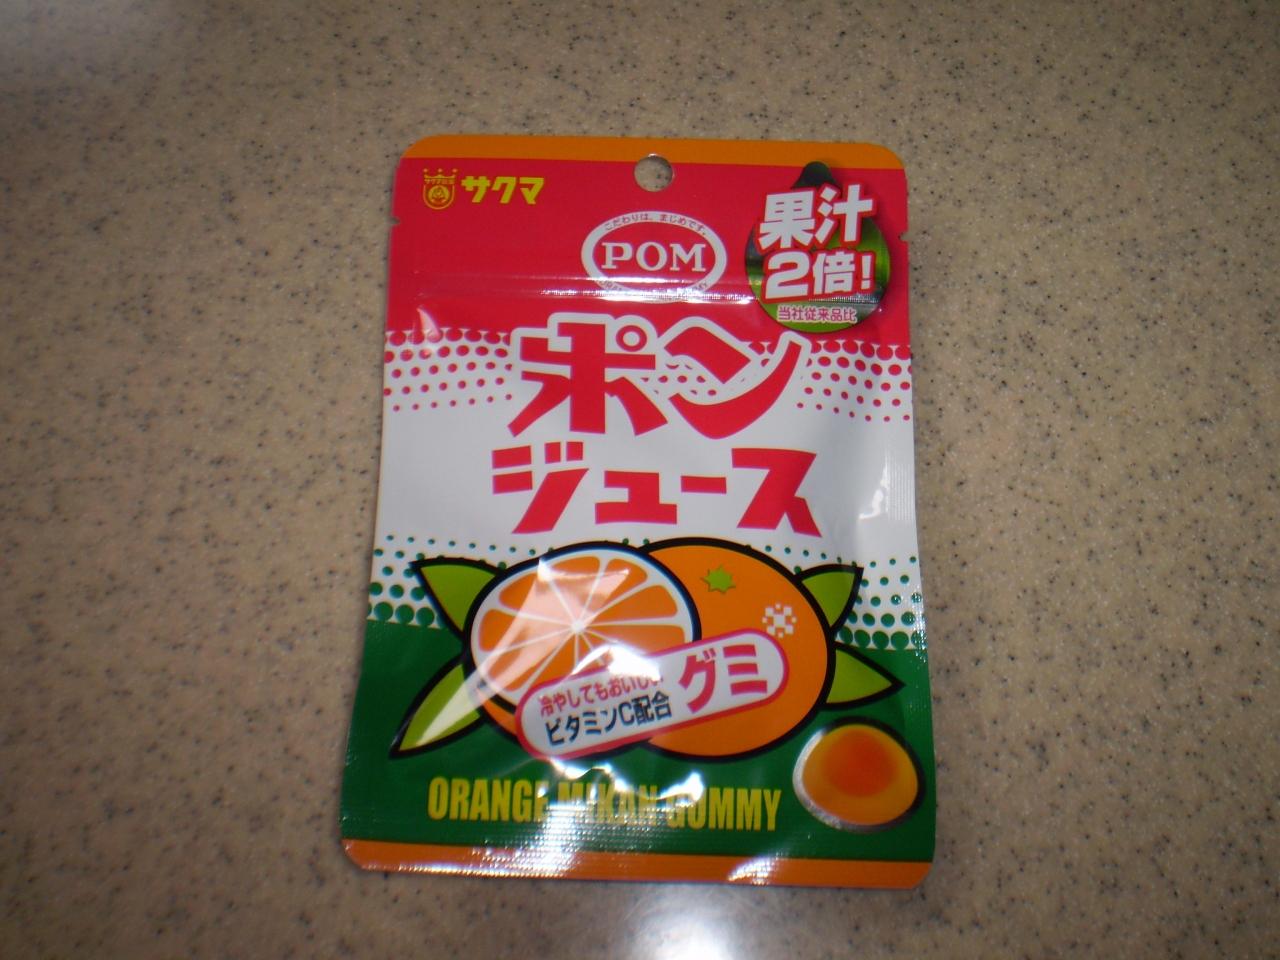 サクマ
こだわりは、まじめです。
POM
果汁
2倍!
当社従来品比
ポン
ジュース
冷やしてもおいしい
ビタミンC配合
グミ
ORANGE MIKAN GUMMY